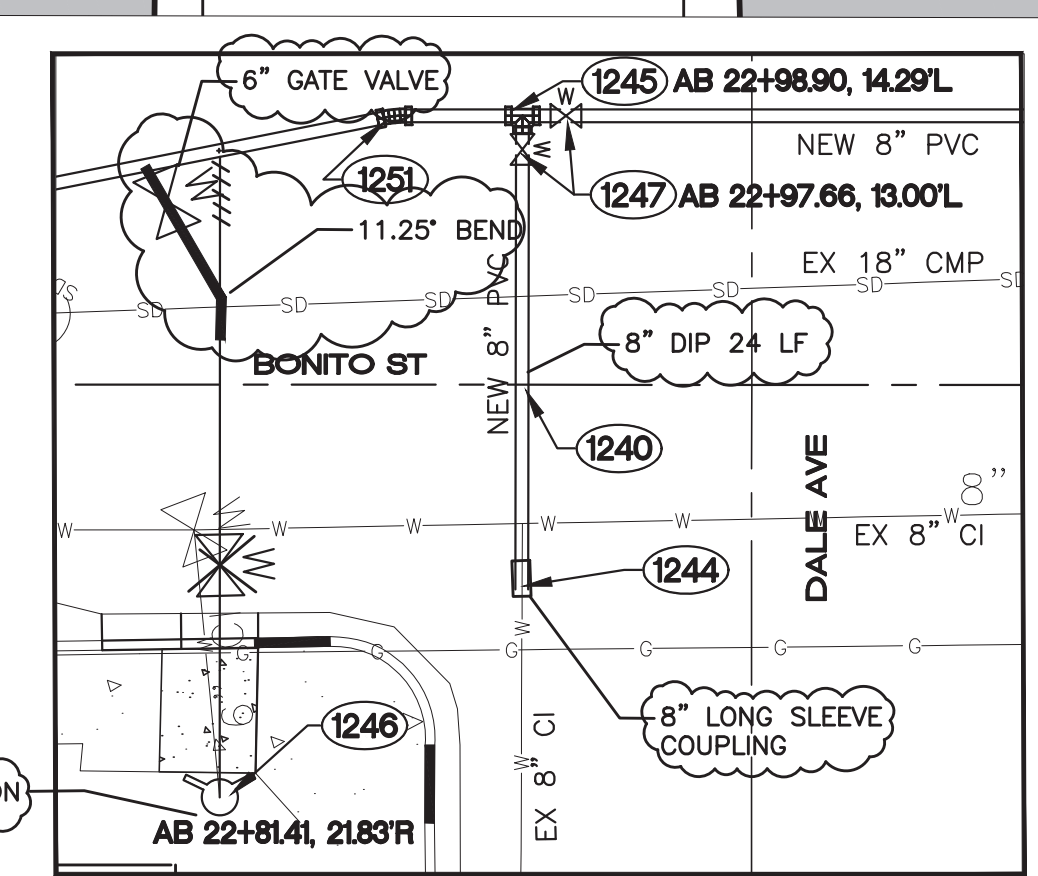 6" GATE VALVE
1245 AB 22+98.90, 14.29'L
W
NEW 8" PVC
W
1251
W
1247 AB 22+97.66, 13.00'L
11.25° BEND
EX 18" CMP
SD SD SD SD SD SD SD SD
NEW 8" PVC
8" DIP 24 LF
BONITO ST
1240
DALE AVE
8"
W W W W W W W
EX 8" CI
1244
W
G G G G G G
8" LONG SLEEVE
COUPLING
1246
W
EX 8" CI
ON
AB 22+81.41, 21.83'R